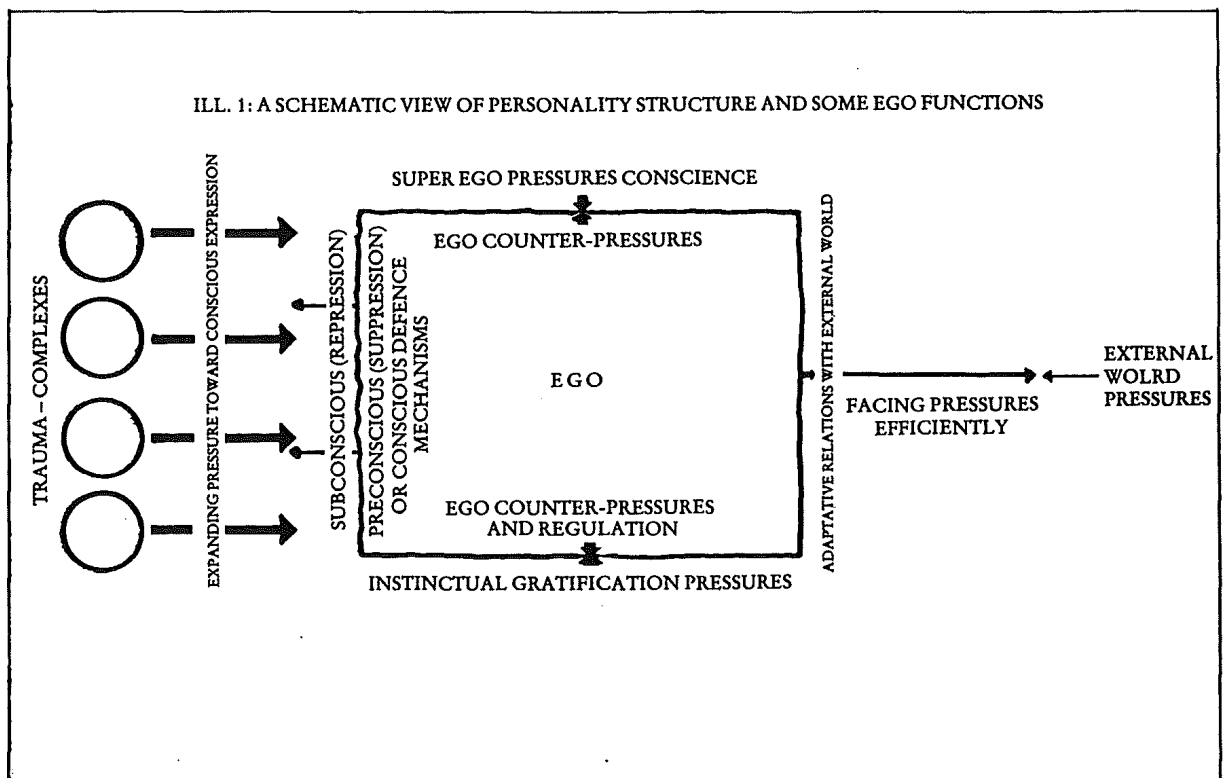 ILL. 1: A SCHEMATIC VIEW OF PERSONALITY STRUCTURE AND SOME EGO FUNCTIONS
TRAUMA – COMPLEXES
EXPANDING PRESSURE TOWARD CONSCIOUS EXPRESSION
SUBCONSCIOUS (REPRESSION)
PRECONSCIOUS (SUPPRESSION)
OR CONSCIOUS DEFENCE
MECHANISMS
SUPER EGO PRESSURES CONSCIENCE
EGO COUNTER-PRESSURES
EGO
EGO COUNTER-PRESSURES
AND REGULATION
INSTINCTUAL GRATIFICATION PRESSURES
ADAPTATIVE RELATIONS WITH EXTERNAL WORLD
FACING PRESSURES
EFFICIENTLY
EXTERNAL
WOLRD
PRESSURES